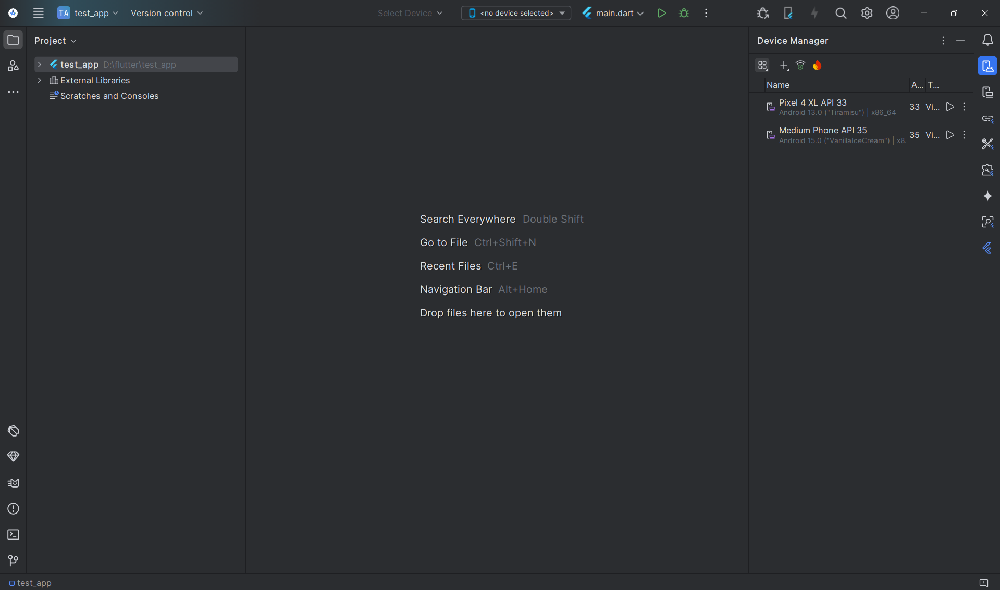 TA test_app
Version control
Select Device
<no device selected>
main.dart
Project
test_app D:\flutter\test_app
External Libraries
Scratches and Consoles
Search Everywhere Double Shift
Go to File Ctrl+Shift+N
Recent Files Ctrl+E
Navigation Bar Alt+Home
Drop files here to open them
Device Manager
Name A... T...
Pixel 4 XL API 33
Android 13.0 ("Tiramisu") | x86_64
33 Vi...
Medium Phone API 35
Android 15.0 ("VanillaIceCream") | x8.
35 Vi...
test_app